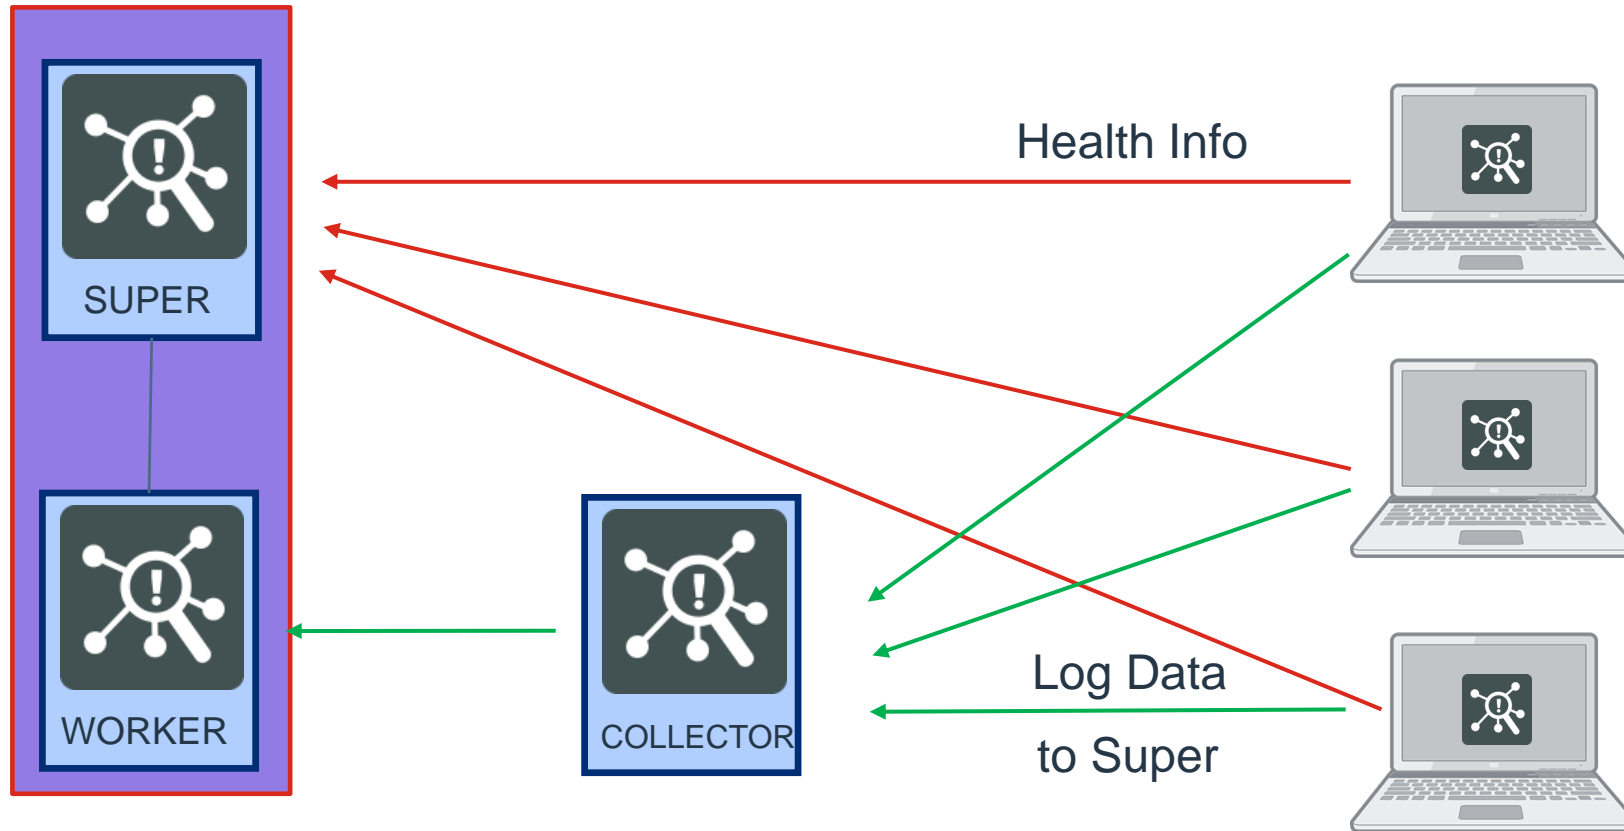 Health Info
SUPER
Log Data
to Super
WORKER
COLLECTOR